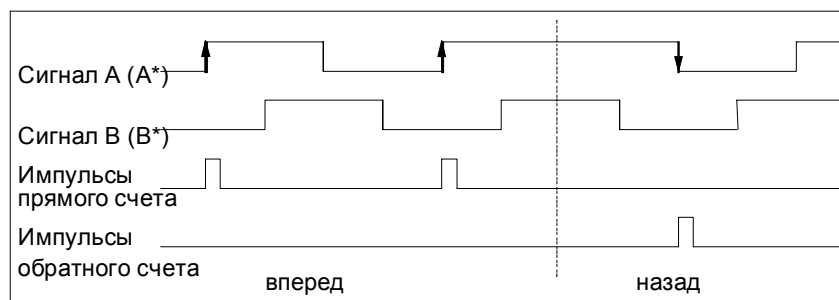 Сигнал А (А*)
Сигнал В (В*)
Импульсы
прямого счета
Импульсы
обратного счета
вперед
назад